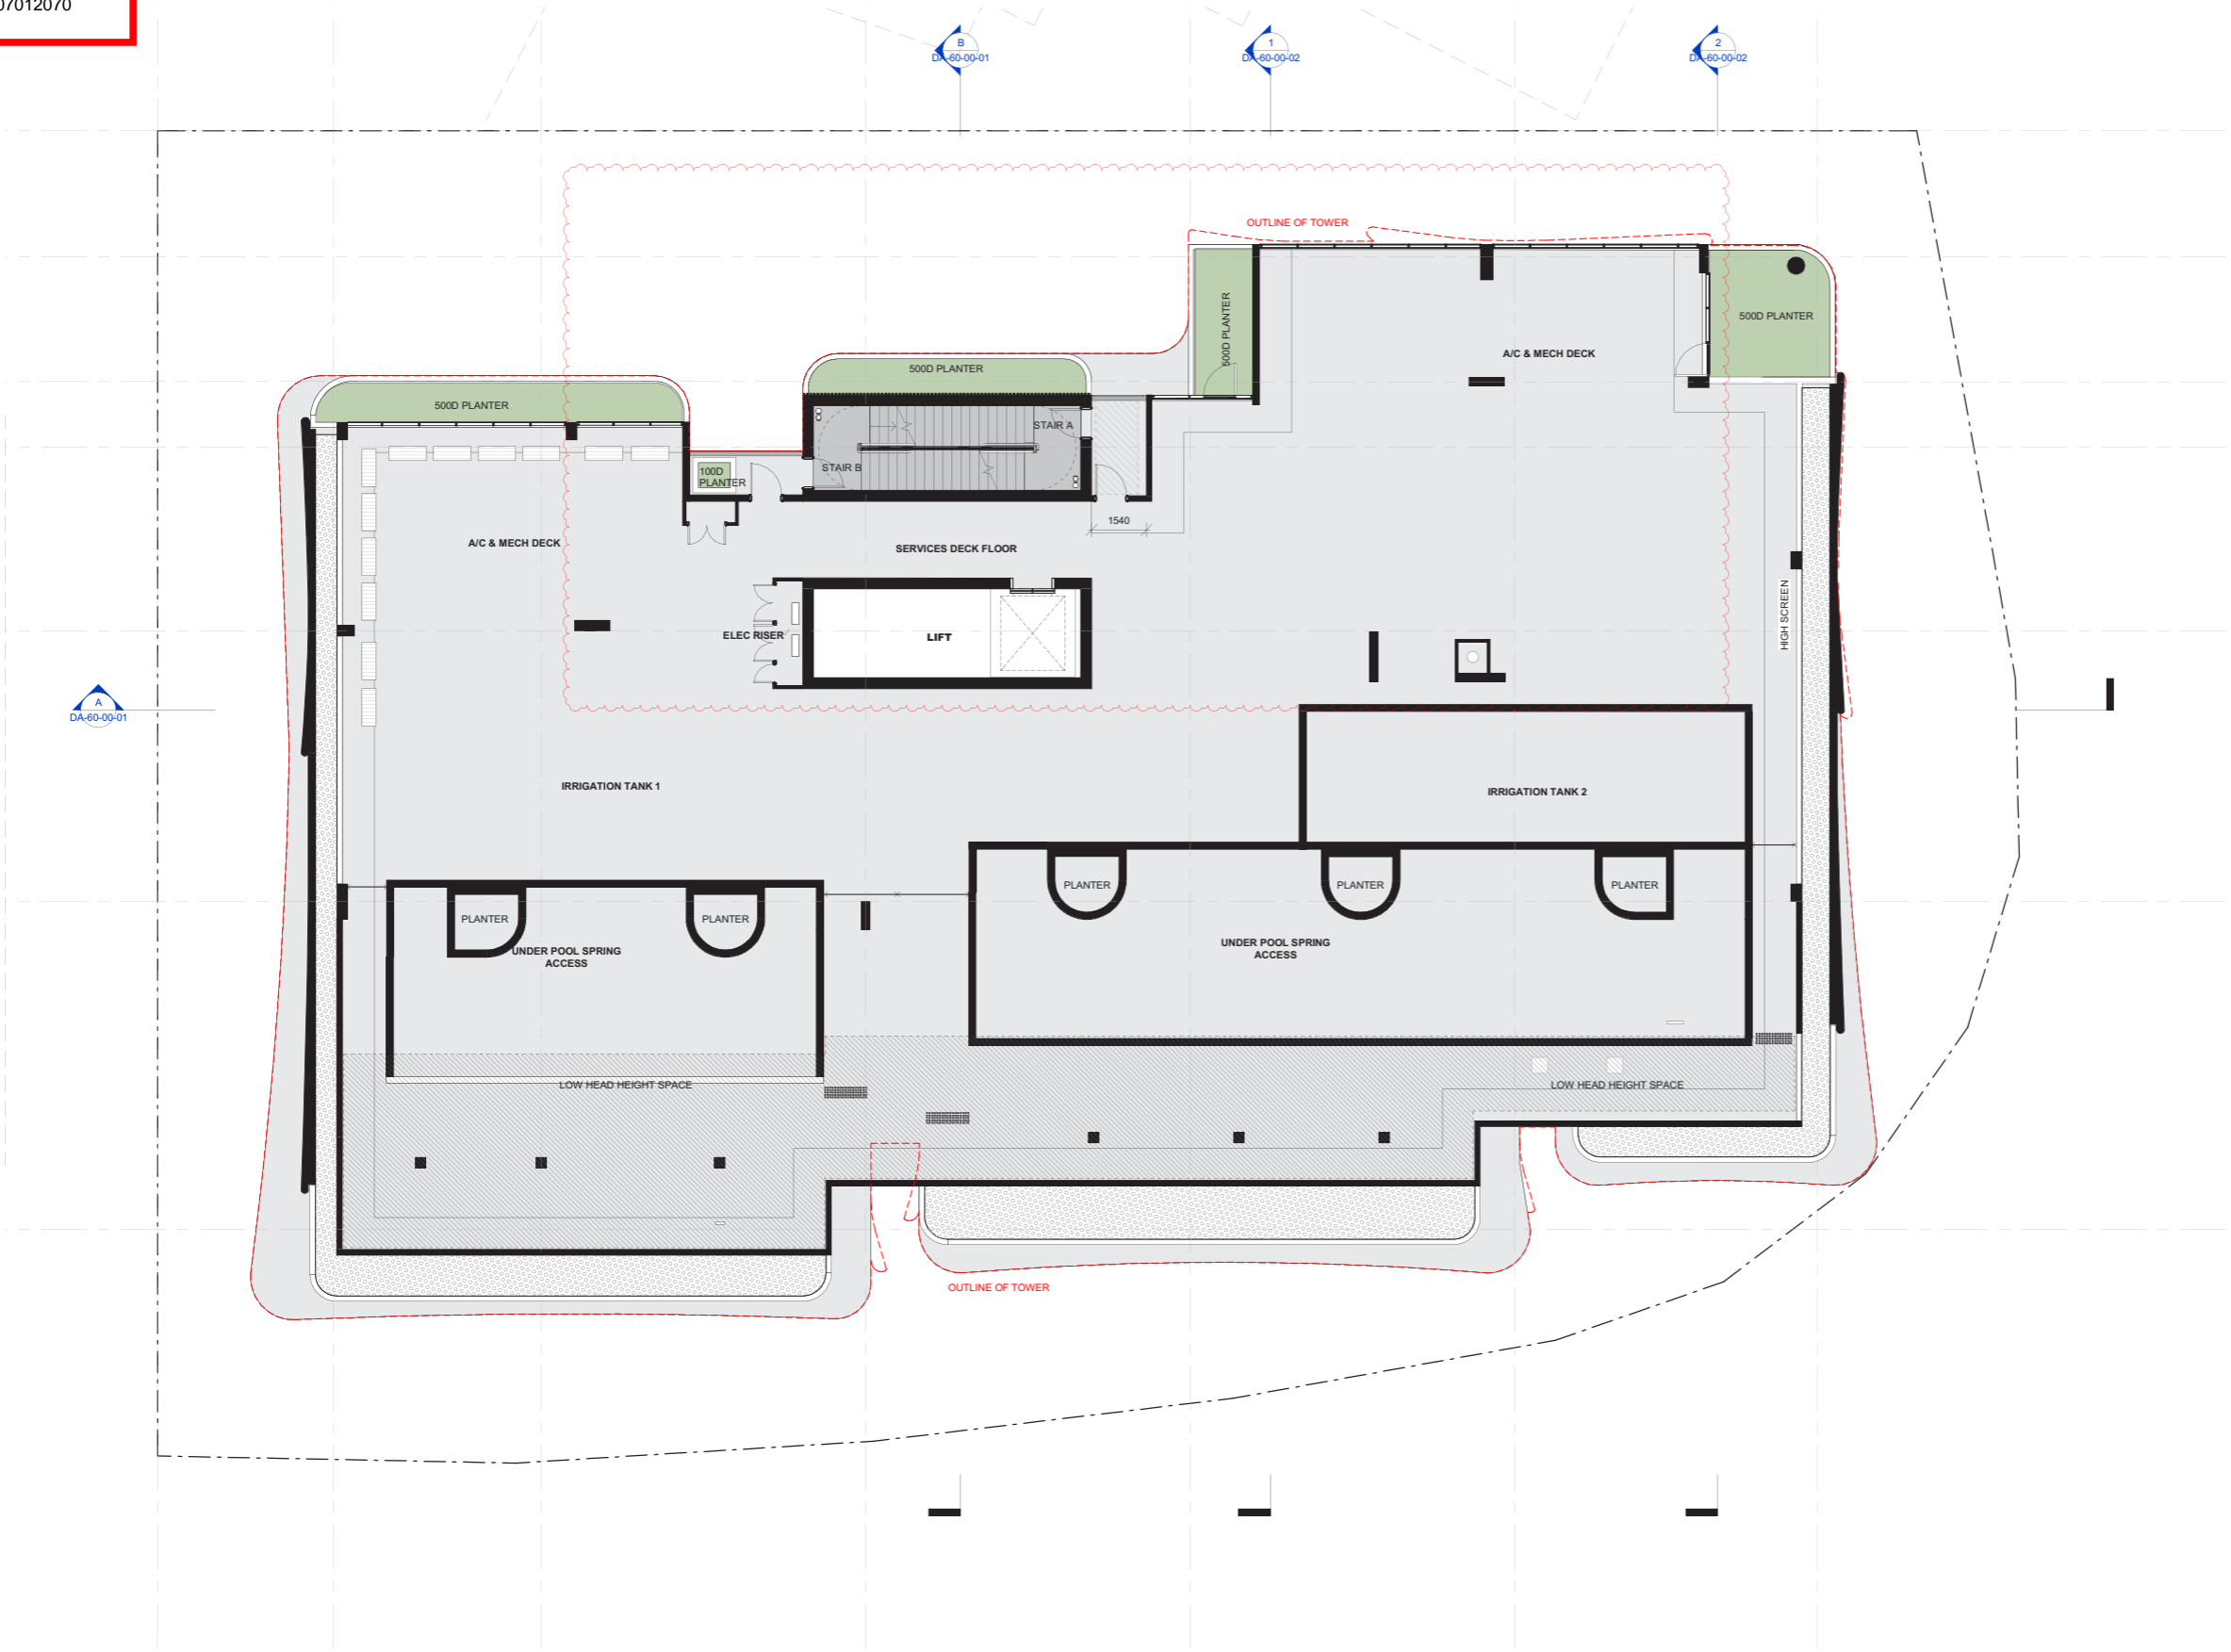 07012070
B
DA-60-00-01
1
DA-60-00-02
2
DA-60-00-02
OUTLINE OF TOWER
500D PLANTER
500D PLANTER
A/C & MECH DECK
500D PLANTER
500D PLANTER
STAIR A
STAIR B
100D
PLANTER
1540
A/C & MECH DECK
SERVICES DECK FLOOR
HIGH SCREEN
ELEC RISER
LIFT
A
DA-60-00-01
IRRIGATION TANK 1
IRRIGATION TANK 2
PLANTER
PLANTER
PLANTER
PLANTER
PLANTER
UNDER POOL SPRING
ACCESS
UNDER POOL SPRING
ACCESS
LOW HEAD HEIGHT SPACE
LOW HEAD HEIGHT SPACE
OUTLINE OF TOWER